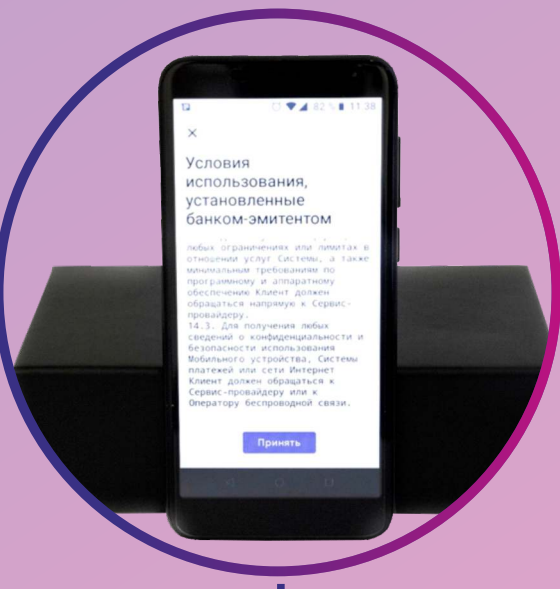 82% 11:38
Условия
использования,
установленные
банком-эмитентом
любых ограничениях или лимитах в
отношении услуг Системы, а также
минимальным требованиям по
программному и аппаратному
обеспечению Клиент должен
обращаться напрямую к Сервис-
провайдеру.
14.3. Для получения любых
сведений о конфиденциальности и
безопасности использования
Мобильного устройства, Системы
платежей или сети Интернет
Клиент должен обращаться к
Сервис-провайдеру или к
Оператору беспроводной связи.
Принять